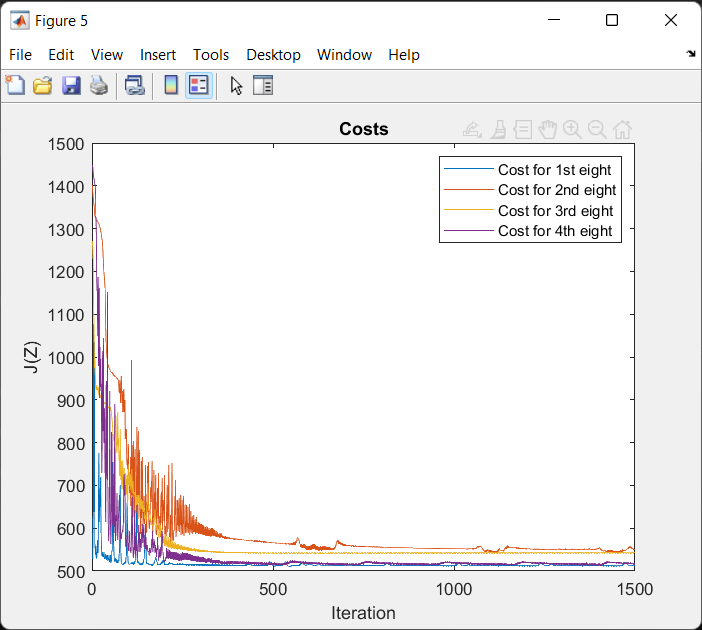 Figure 5
File Edit View Insert Tools Desktop Window Help
Costs
1500
1400
1300
1200
1100
1000
900
800
700
600
500
J(Z)
Cost for 1st eight
Cost for 2nd eight
Cost for 3rd eight
Cost for 4th eight
0 500 1000 1500
Iteration